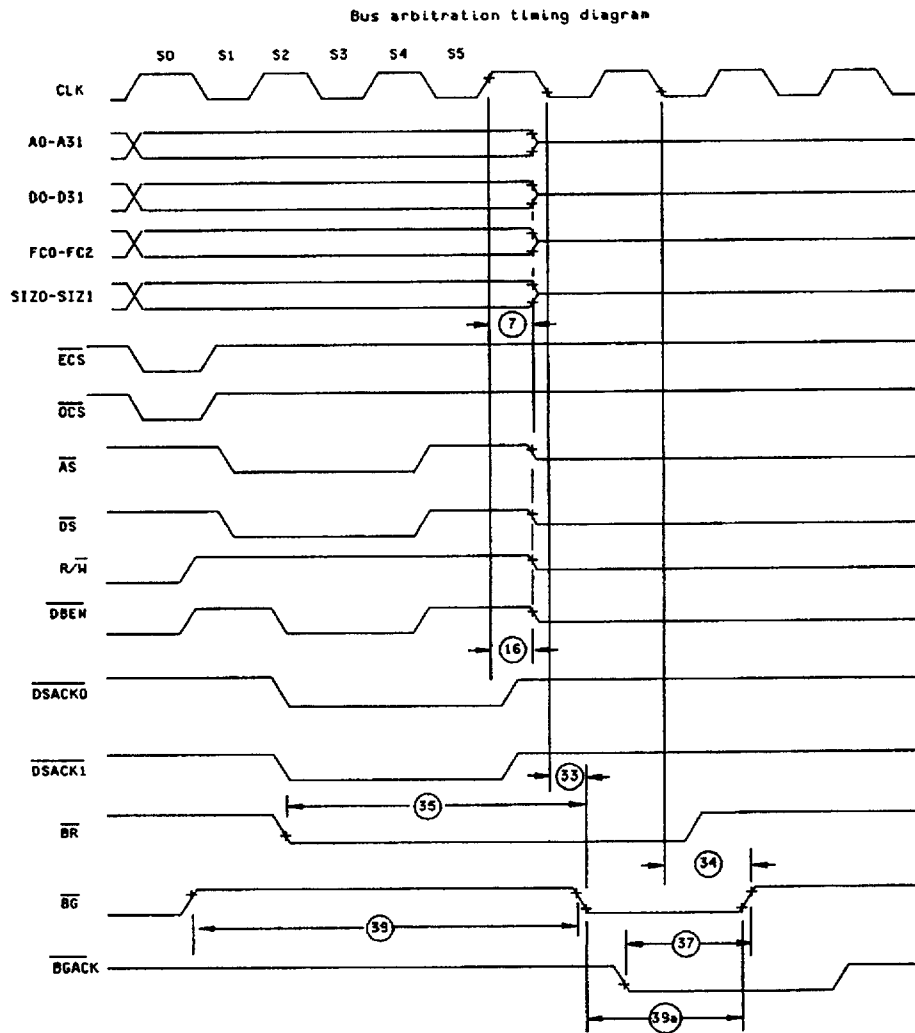 Bus arbitration timing diagram
S0 S1 S2 S3 S4 S5
CLK
A0-A31
D0-D31
FC0-FC2
SIZ0-SIZ1
7
ECS
OCS
AS
DS
R/W
DBEN
16
DSACK0
DSACK1
33
35
BR
34
BG
39
37
BGACK
39a